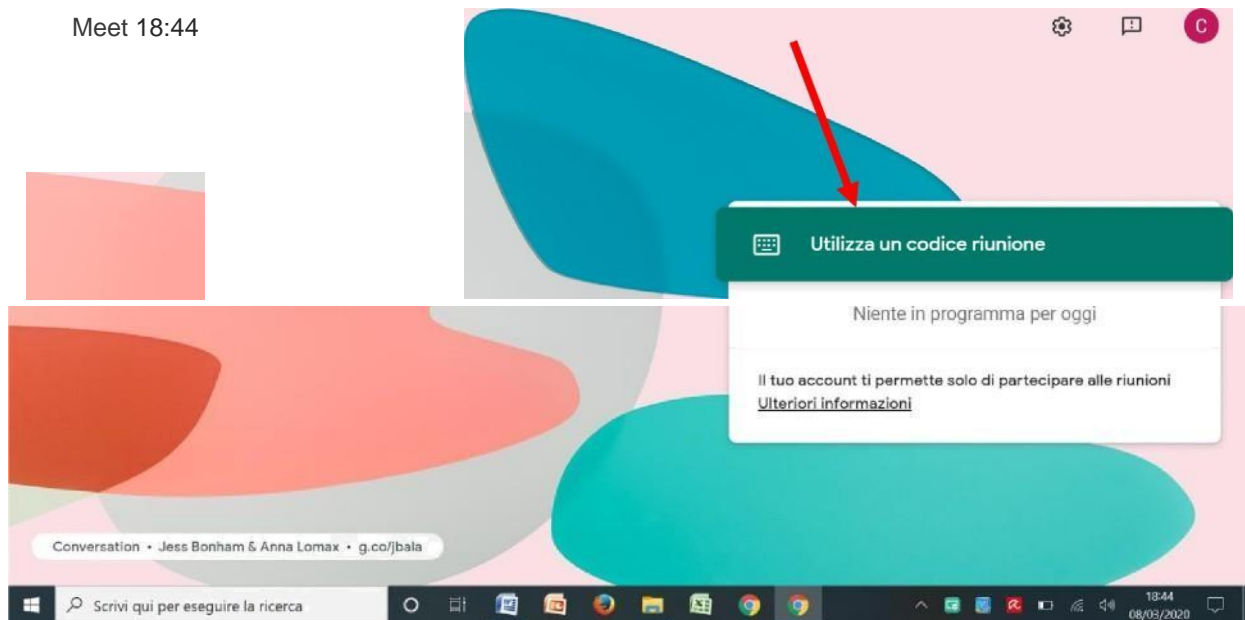 Meet 18:44
C
Utilizza un codice riunione
Niente in programma per oggi
Il tuo account ti permette solo di partecipare alle riunioni
Ulteriori informazioni
Conversation • Jess Bonham & Anna Lomax • g.co/jbala
Scrivi qui per eseguire la ricerca
18:44
08/03/2020